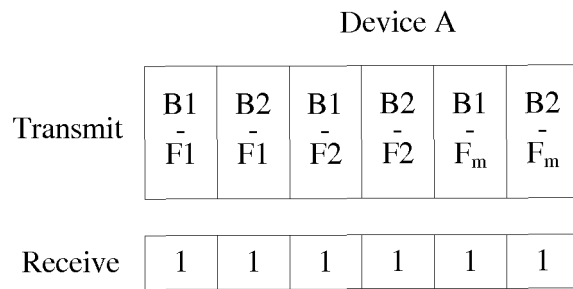 Device A
Transmit B1 - F1 B2 - F1 B1 - F2 B2 - F2 B1 - Fm B2 - Fm
Receive 1 1 1 1 1 1